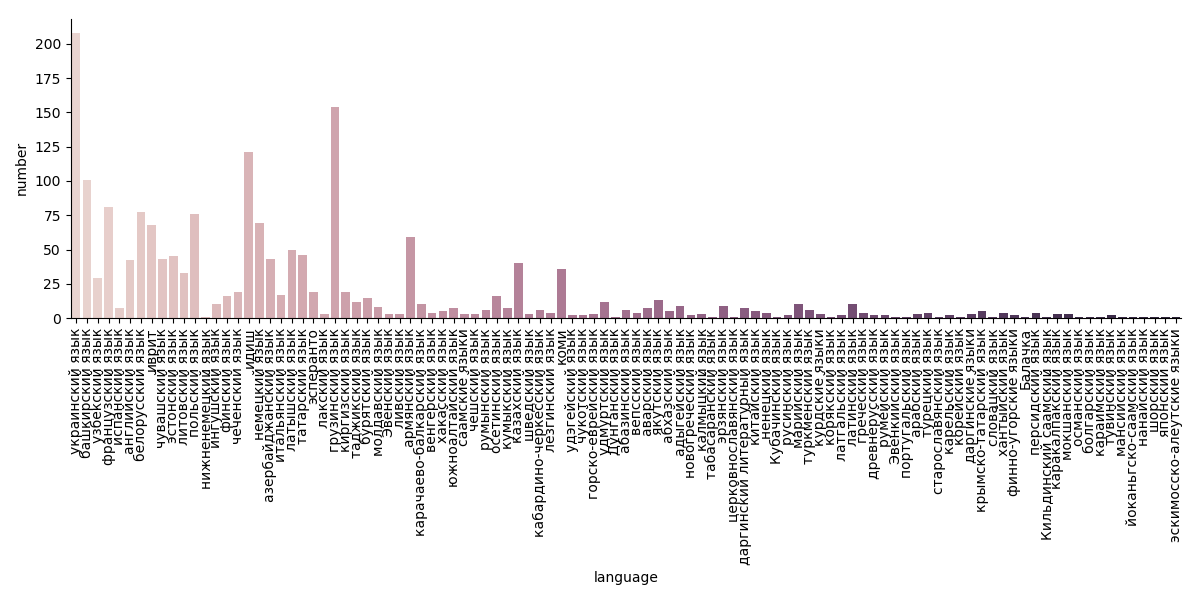 number
200
175
150
125
100
75
50
25
0
украинский язык
башкирский язык
узбекский язык
французский язык
испанский язык
английский язык
белорусский язык
иврит
чувашский язык
эстонский язык
литовский язык
польский язык
нижненемецкий язык
ингушский язык
финский язык
чеченский язык
идиш
немецкий язык
азербайджанский язык
итальянский язык
латышский язык
татарский язык
эсперанто
лакский язык
грузинский язык
киргизский язык
таджикский язык
бурятский язык
молдавский язык
эвенский язык
ливский язык
армянский язык
карачаево-балкарский язык
венгерский язык
хакасский язык
южноалтайский язык
саамские языки
чешский язык
румынский язык
осетинский язык
кумыкский язык
казахский язык
шведский язык
кабардино-черкесский язык
лезгинский язык
коми
удэгейский язык
чукотский язык
горско-еврейский язык
удмуртский язык
дунганский язык
абазинский язык
вепсский язык
аварский язык
якутский язык
абхазский язык
адыгейский язык
новогреческий язык
калмыцкий язык
табасаранский язык
эрзянский язык
церковнославянский язык
даргинский литературный язык
китайский язык
ненецкий язык
Кубачинский язык
русинский язык
марийский язык
туркменский язык
курдские языки
корякский язык
латгальский язык
латинский язык
греческий язык
древнерусский язык
румейский язык
Эвенкийский язык
португальский язык
арабский язык
турецкий язык
старославянский язык
карельский язык
корейский язык
даргинские языки
крымско-татарский язык
словацкий язык
хантыйский язык
финно-угорские языки
Балачка
персидский язык
Кильдинский саамский язык
каракалпакский язык
мокшанский язык
османский язык
болгарский язык
караимский язык
тувинский язык
мансийский язык
йоканьгско-саамский язык
нанайский язык
шорский язык
японский язык
эскимосско-алеутские языки
language